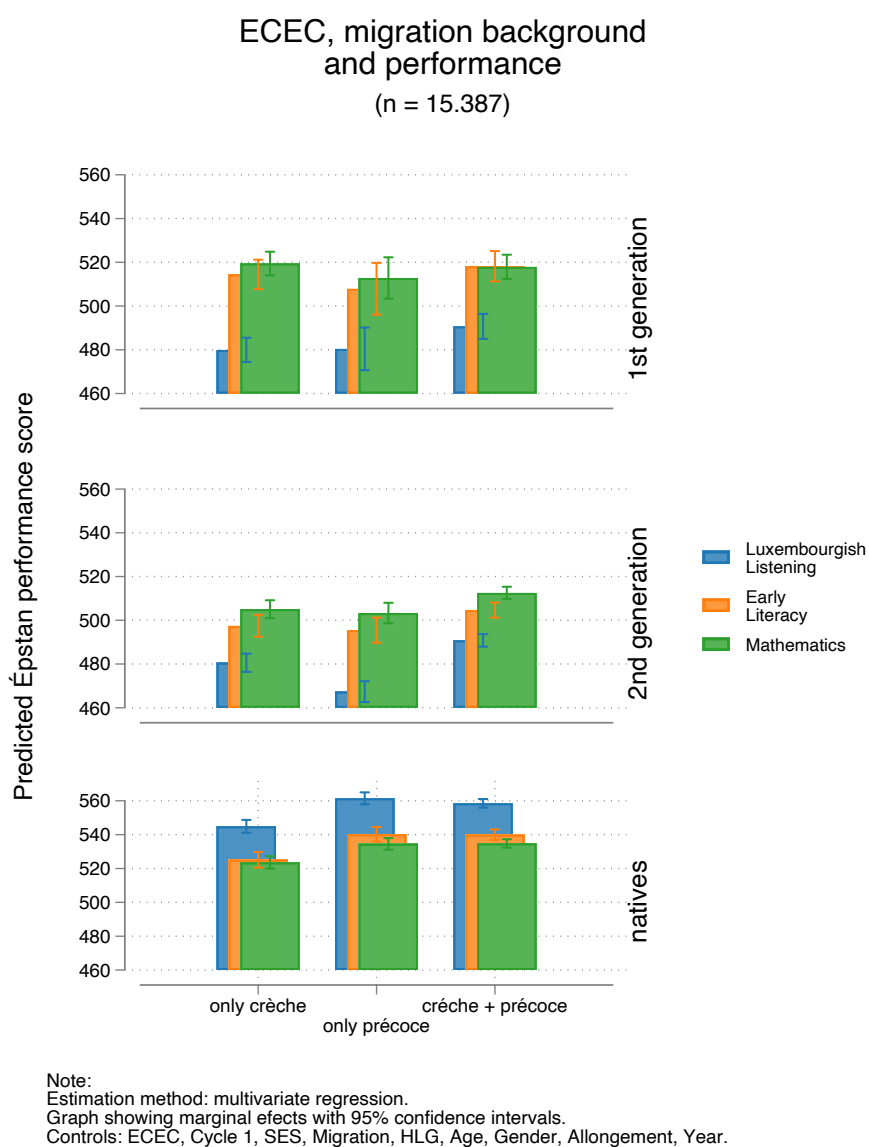 ECEC, migration background
and performance
(n = 15.387)
Predicted Épstan performance score
560
540
520
500
480
460
1st generation
560
540
520
500
480
460
2nd generation
560
540
520
500
480
460
natives
only crèche
only précoce
créche + précoce
Luxembourgish
Listening
Early
Literacy
Mathematics
Note:
Estimation method: multivariate regression.
Graph showing marginal efects with 95% confidence intervals.
Controls: ECEC, Cycle 1, SES, Migration, HLG, Age, Gender, Allongement, Year.